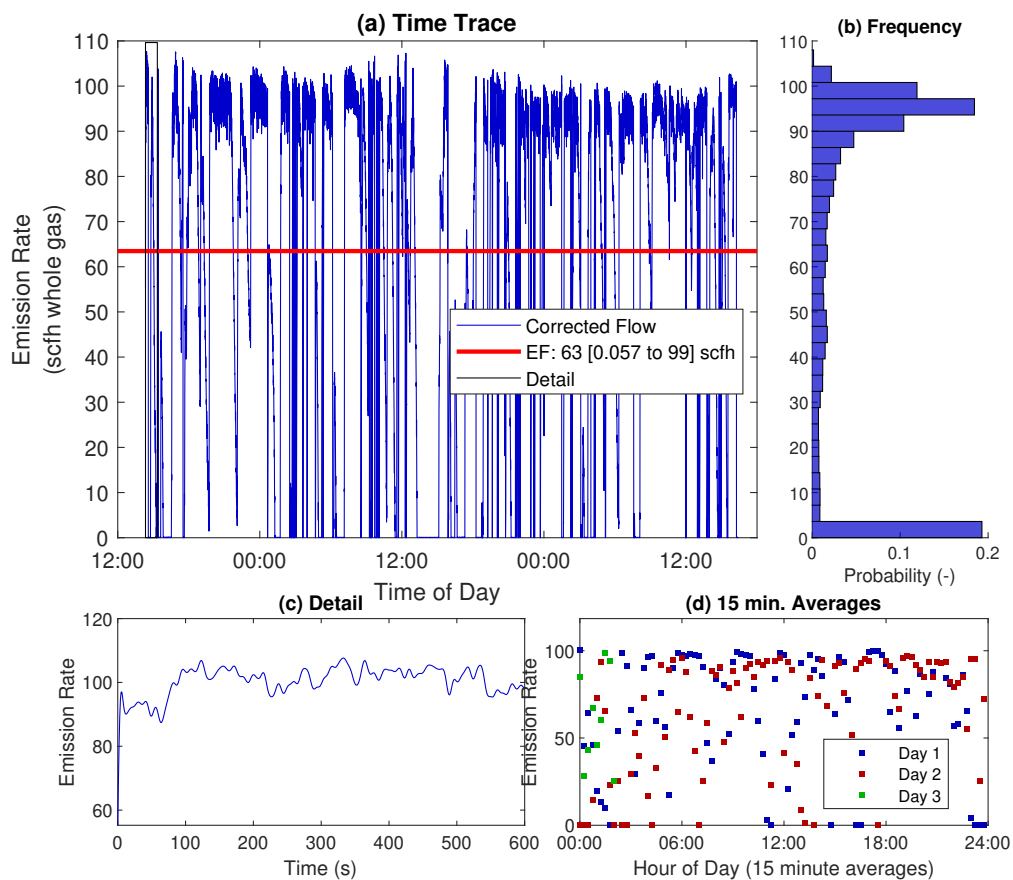 (a) Time Trace
Emission Rate
(scfh whole gas)
110
100
90
80
70
60
50
40
30
20
10
0
12:00
00:00
12:00
00:00
12:00
Time of Day
Corrected Flow
EF: 63 [0.057 to 99] scfh
Detail
(b) Frequency
110
100
90
80
70
60
50
40
30
20
10
0
0
0.1
0.2
Probability (-)
(c) Detail
Emission Rate
120
100
80
60
0
100
200
300
400
500
600
Time (s)
(d) 15 min. Averages
Emission Rate
100
50
0
00:00
06:00
12:00
18:00
24:00
Hour of Day (15 minute averages)
Day 1
Day 2
Day 3